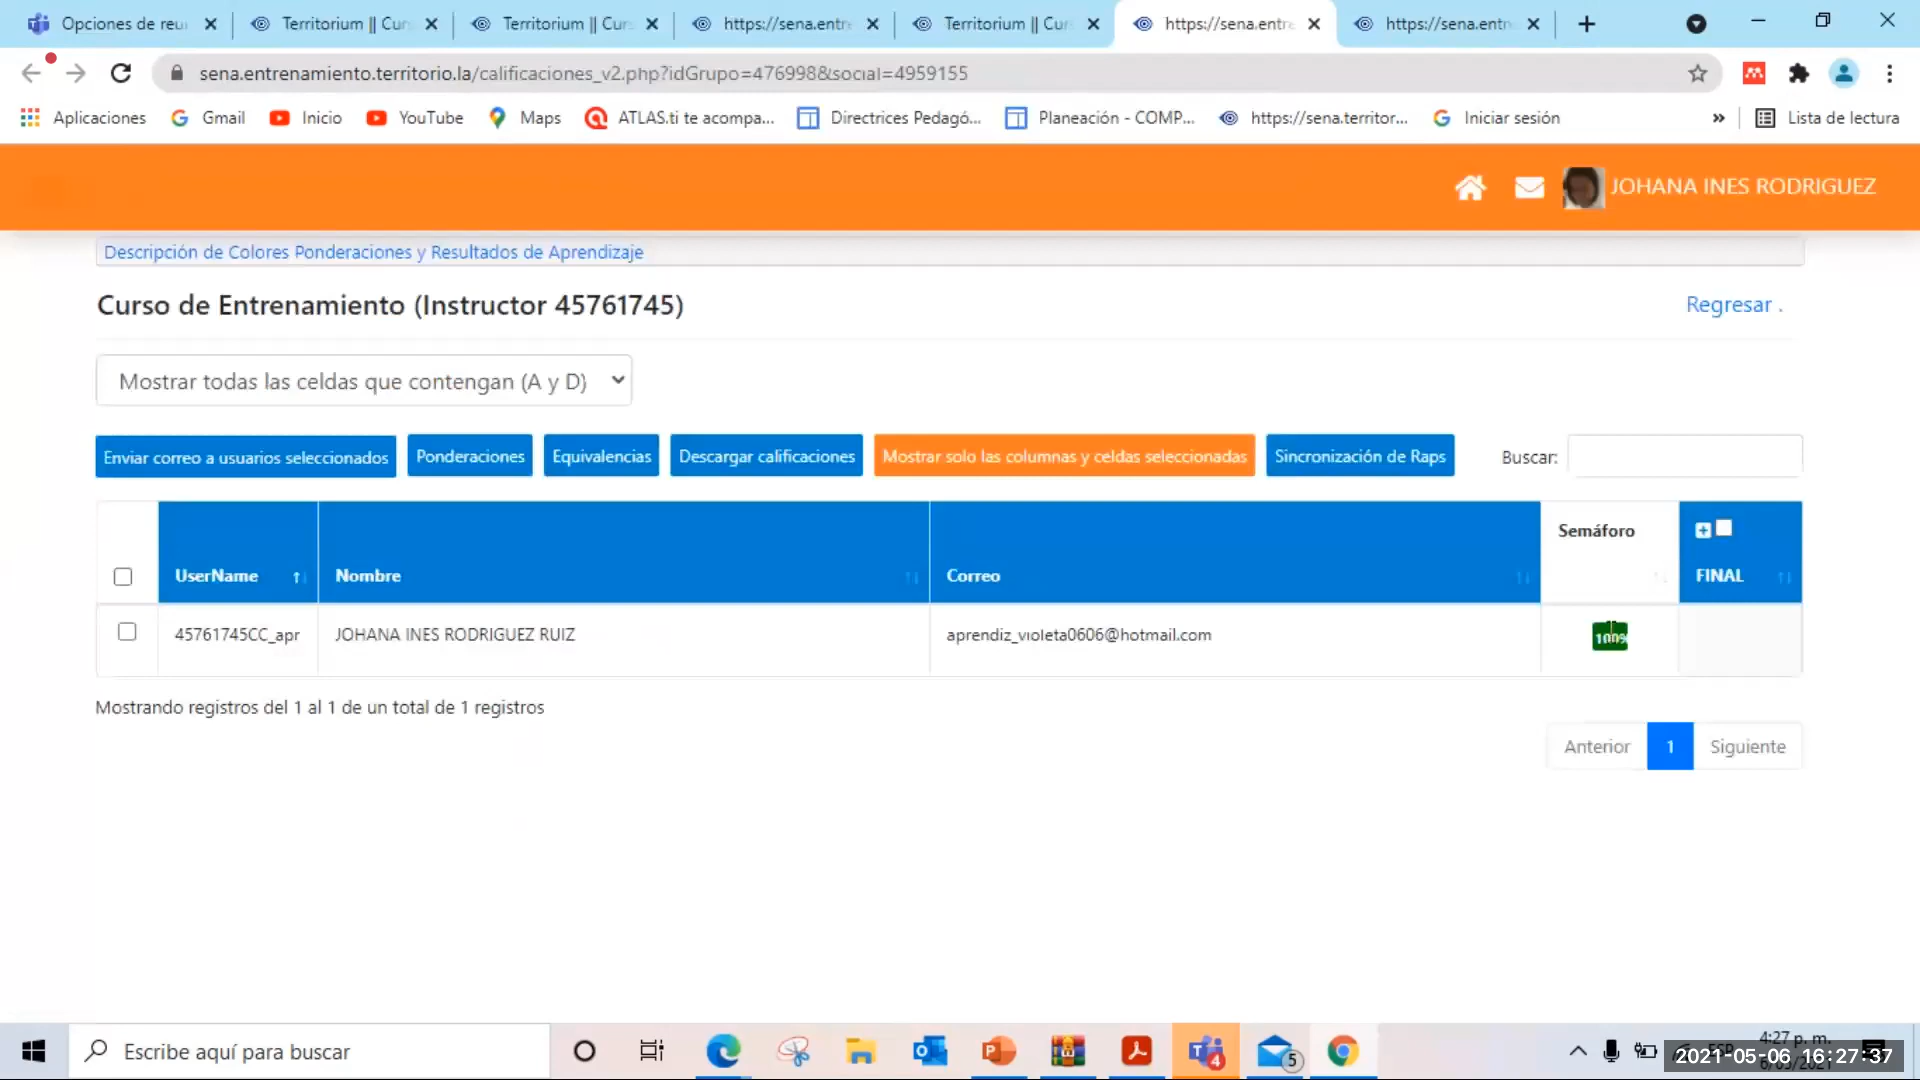 Opciones de reu
Territorium || Cur
Territorium || Cur
https://sena.entre
Territorium || Cur
https://sena.entre
https://sena.entr
sena.entrenamiento.territorio.la/calificaciones_v2.php?idGrupo=476998&social=4959155
Aplicaciones
Gmail
Inicio
YouTube
Maps
ATLAS.ti te acompa...
Directrices Pedagó...
Planeación - COMP...
https://sena.territor...
Iniciar sesión
»
Lista de lectura
JOHANA INES RODRIGUEZ
Descripción de Colores Ponderaciones y Resultados de Aprendizaje
Curso de Entrenamiento (Instructor 45761745)
Regresar .
Mostrar todas las celdas que contengan (A y D)
Enviar correo a usuarios seleccionados
Ponderaciones
Equivalencias
Descargar calificaciones
Mostrar solo las columnas y celdas seleccionadas
Sincronización de Raps
Buscar:
UserName
Nombre
Correo
Semáforo
FINAL
45761745CC_apr
JOHANA INES RODRIGUEZ RUIZ
aprendiz_violeta0606@hotmail.com
100%
Mostrando registros del 1 al 1 de un total de 1 registros
Anterior
1
Siguiente
Escribe aquí para buscar
4
5
4:27 p. m.
2021-05-06 16:27:37